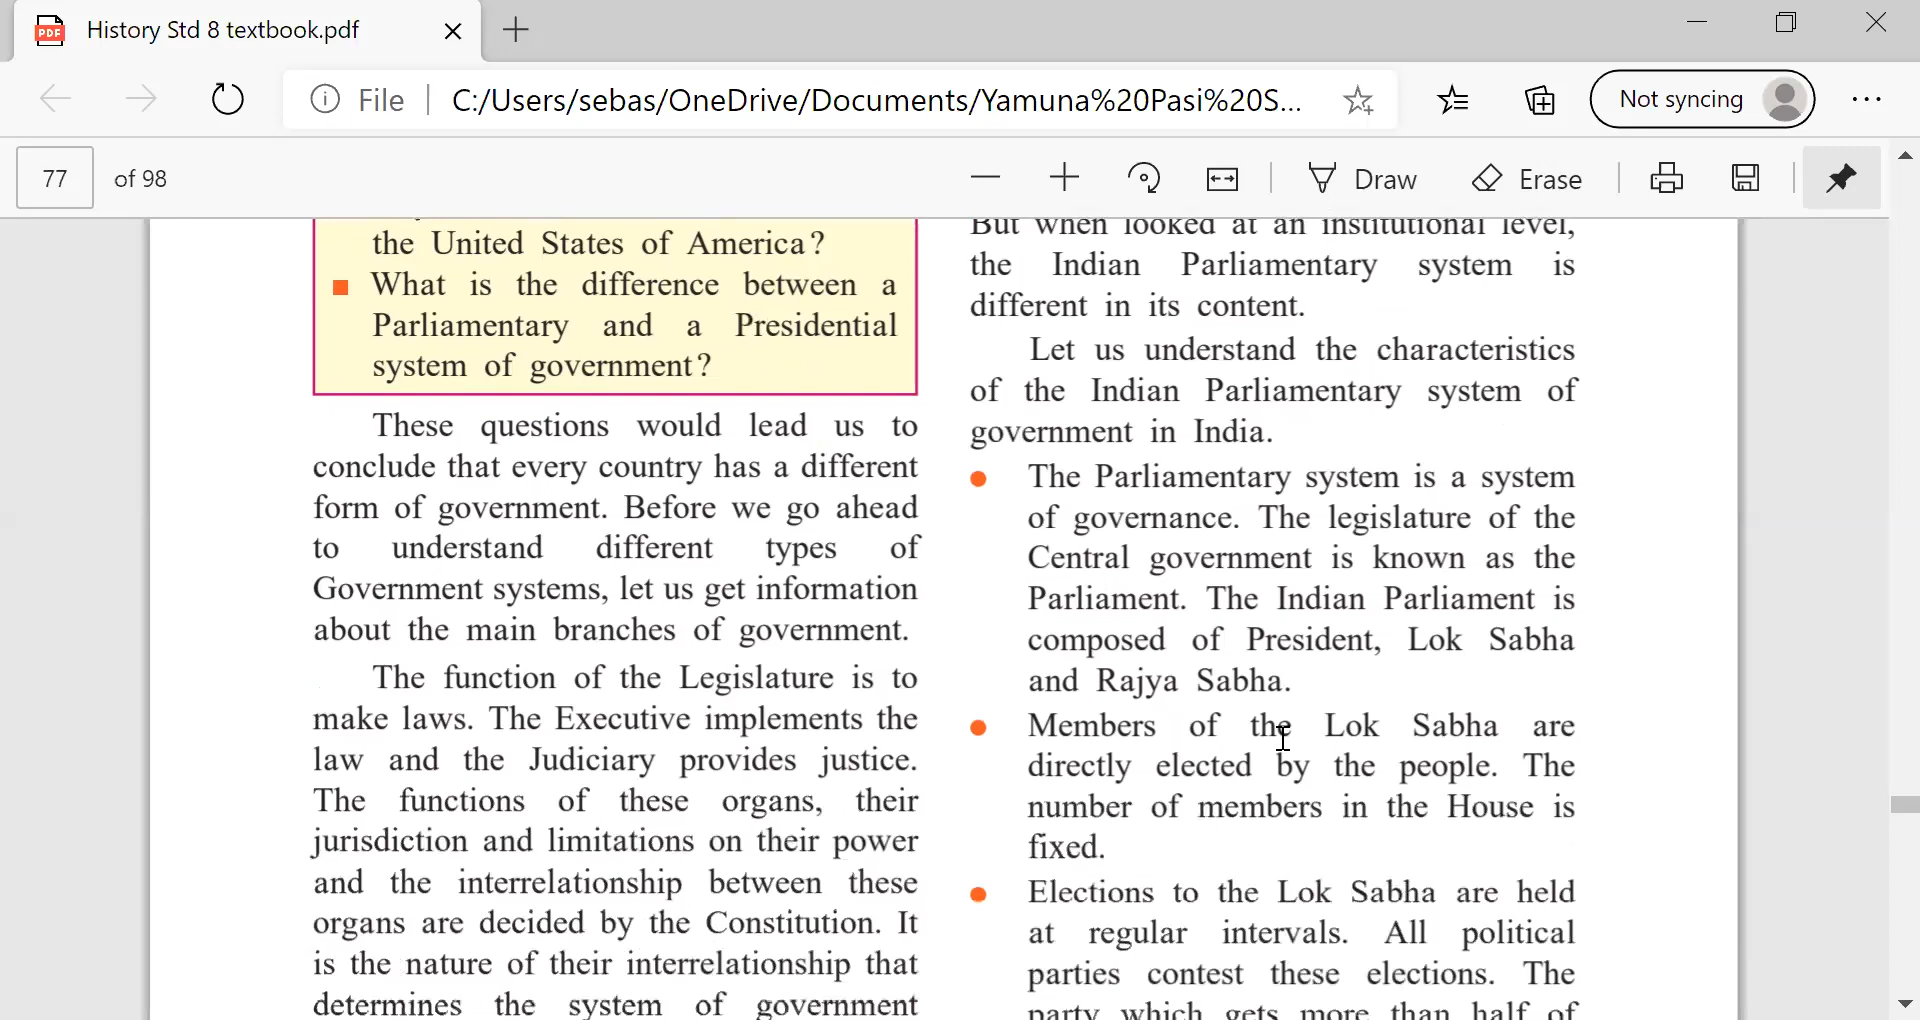 History Std 8 textbook.pdf
File
C:/Users/sebas/OneDrive/Documents/Yamuna%20Pasi%20S...
Not syncing
77 of 98
Draw
Erase
the United States of America?
What is the difference between a
Parliamentary and a Presidential
system of government?
These questions would lead us to
conclude that every country has a different
form of government. Before we go ahead
to understand different types of
Government systems, let us get information
about the main branches of government.
The function of the Legislature is to
make laws. The Executive implements the
law and the Judiciary provides justice.
The functions of these organs, their
jurisdiction and limitations on their power
and the interrelationship between these
organs are decided by the Constitution. It
is the nature of their interrelationship that
determines the system of government
But when looked at an institutional level,
the Indian Parliamentary system is
different in its content.
Let us understand the characteristics
of the Indian Parliamentary system of
government in India.
The Parliamentary system is a system
of governance. The legislature of the
Central government is known as the
Parliament. The Indian Parliament is
composed of President, Lok Sabha
and Rajya Sabha.
Members of the Lok Sabha are
directly elected by the people. The
number of members in the House is
fixed.
Elections to the Lok Sabha are held
at regular intervals. All political
parties contest these elections. The
party which gets more than half of